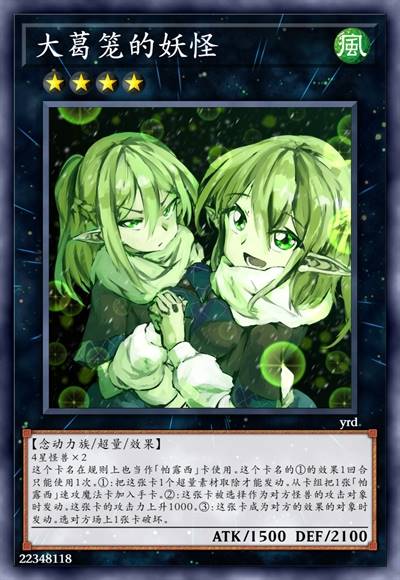 大葛笼的妖怪
風
yrd.
【念动力族/超量/效果】
4星怪兽×2
这个卡名在规则上也当作「帕露西」卡使用。这个卡名的①的效果1回合
只能使用1次。①:把这张卡1个超量素材取除才能发动。从卡组把1张「帕
露西」速攻魔法卡加入手卡。②:这张卡被选择作为对方怪兽的攻击对象
时发动。这张卡的攻击力上升1000。③:这张卡成为对方的效果的对象时
发动。选对方场上1张卡破坏。
ATK/1500 DEF/2100
22348118